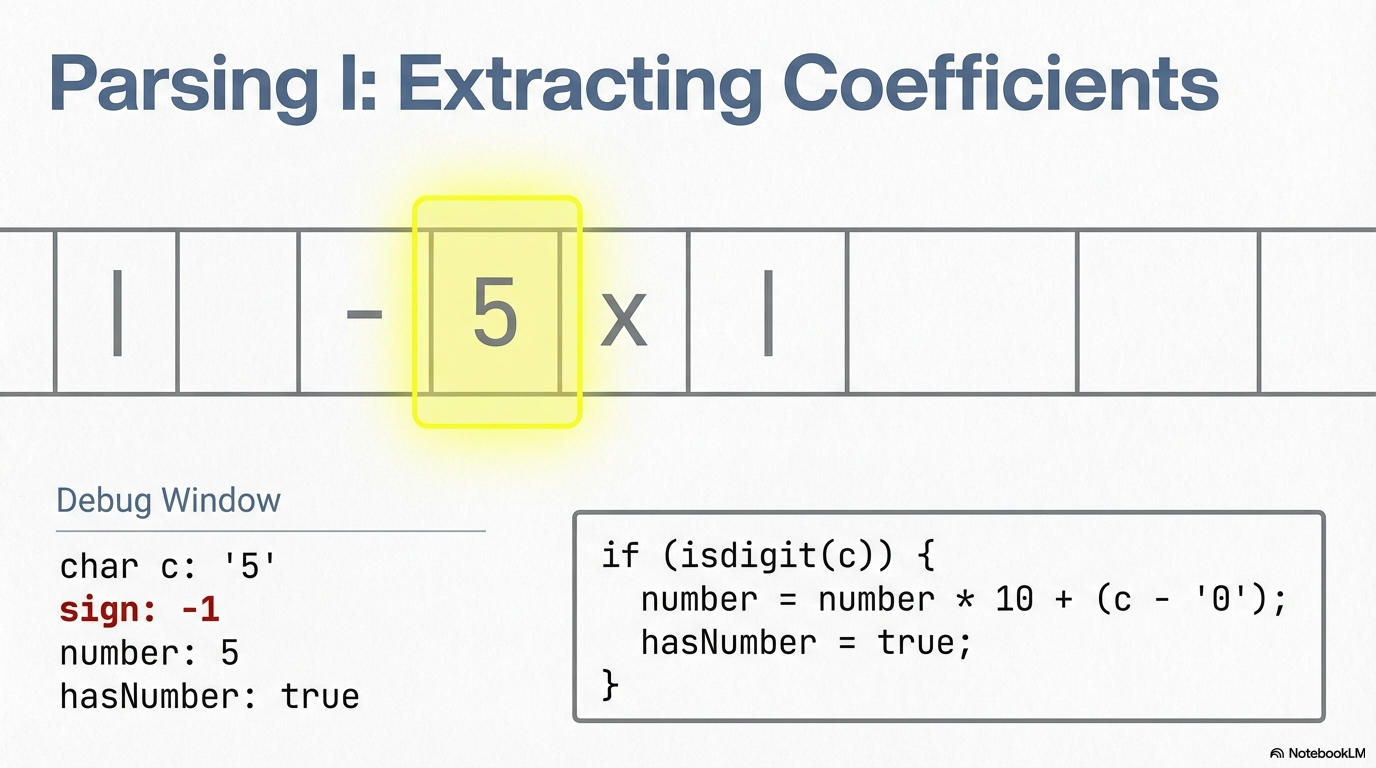 Parsing I: Extracting Coefficients
| - 5 x |
Debug Window
char c: '5'
sign: -1
number: 5
hasNumber: true
if (isdigit(c)) {
number = number * 10 + (c - '0');
hasNumber = true;
}
NotebookLM